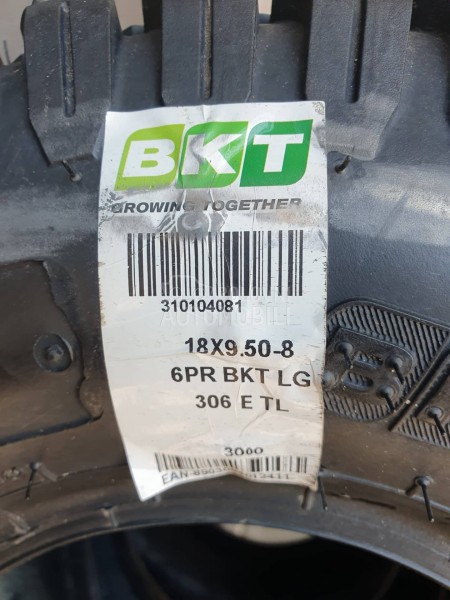 BKT
GROWING TOGETHER
310104081
18X9.50-8
6PR BKT LG
306 E TL
3000